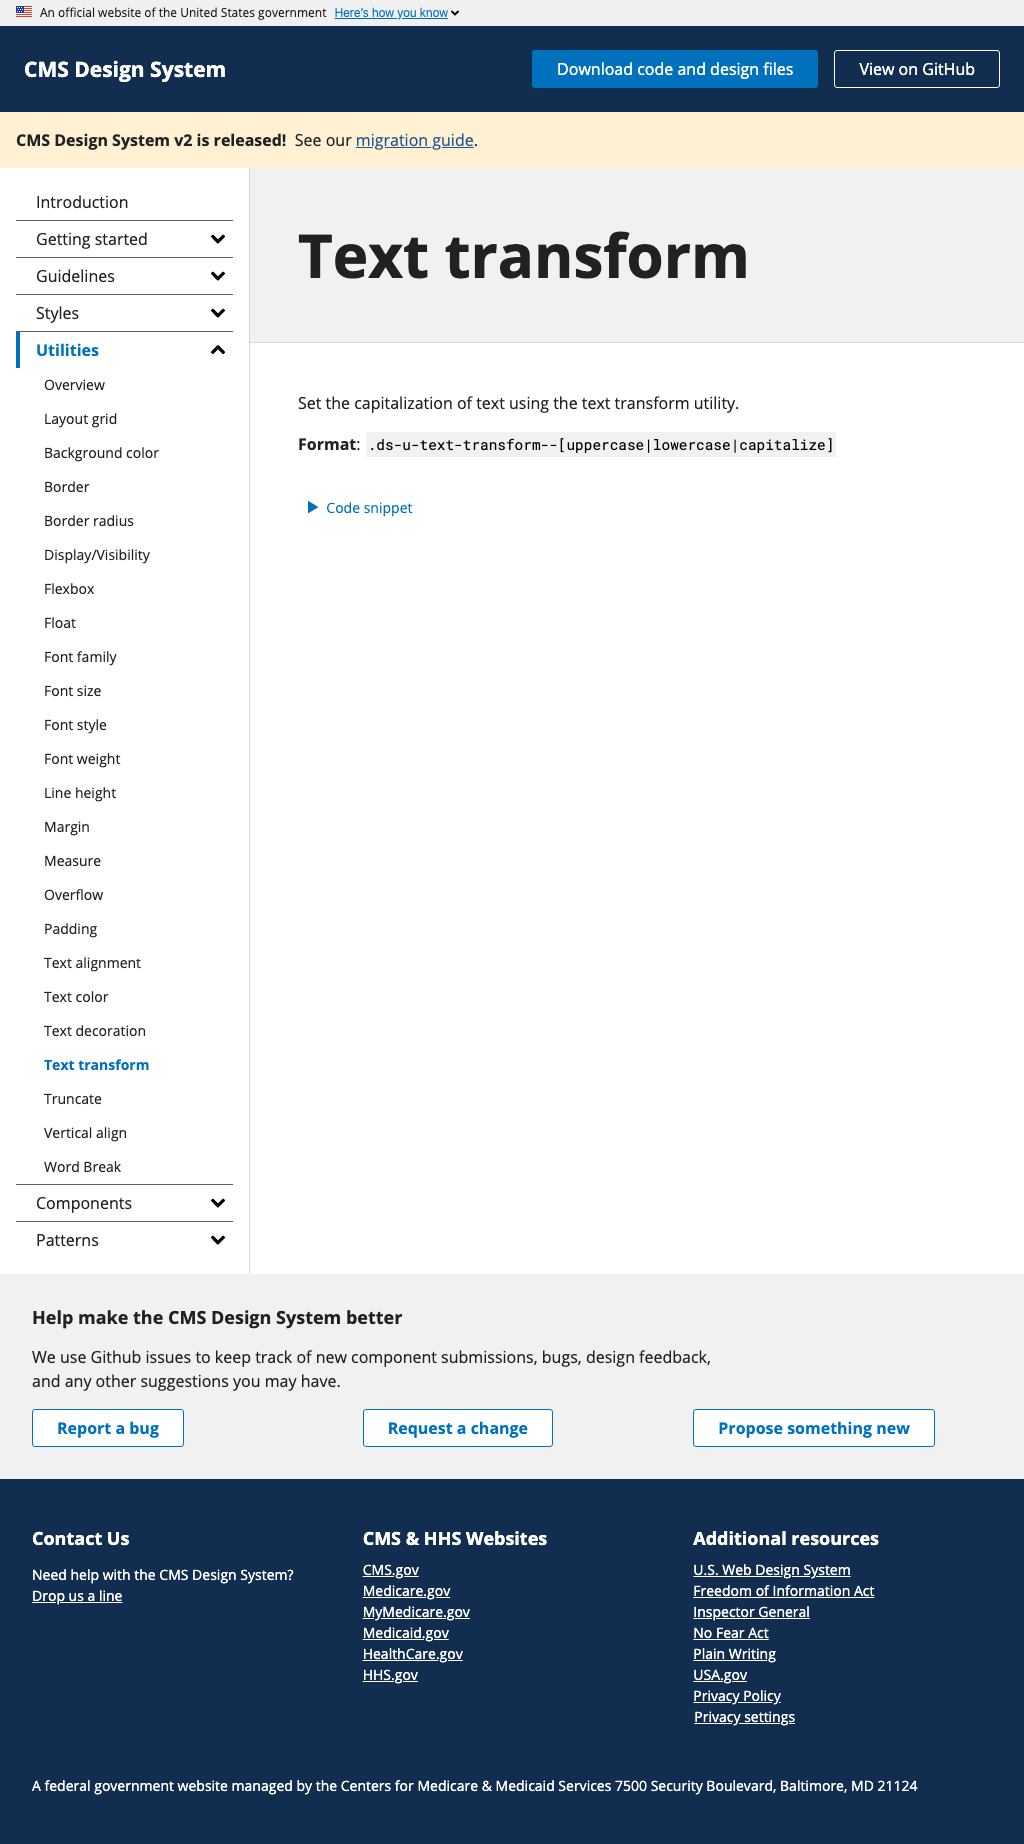 An official website of the United States government Here's how you know
CMS Design System
Download code and design files
View on GitHub
CMS Design System v2 is released! See our migration guide.
Introduction
Getting started
Guidelines
Styles
Utilities
Overview
Layout grid
Background color
Border
Border radius
Display/Visibility
Flexbox
Float
Font family
Font size
Font style
Font weight
Line height
Margin
Measure
Overflow
Padding
Text alignment
Text color
Text decoration
Text transform
Truncate
Vertical align
Word Break
Components
Patterns
Text transform
Set the capitalization of text using the text transform utility.
Format: .ds-u-text-transform--[uppercase|lowercase|capitalize]
Code snippet
Help make the CMS Design System better
We use Github issues to keep track of new component submissions, bugs, design feedback,
and any other suggestions you may have.
Report a bug
Request a change
Propose something new
Contact Us
Need help with the CMS Design System?
Drop us a line
CMS & HHS Websites
CMS.gov
Medicare.gov
MyMedicare.gov
Medicaid.gov
HealthCare.gov
HHS.gov
Additional resources
U.S. Web Design System
Freedom of Information Act
Inspector General
No Fear Act
Plain Writing
USA.gov
Privacy Policy
Privacy settings
A federal government website managed by the Centers for Medicare & Medicaid Services 7500 Security Boulevard, Baltimore, MD 21124